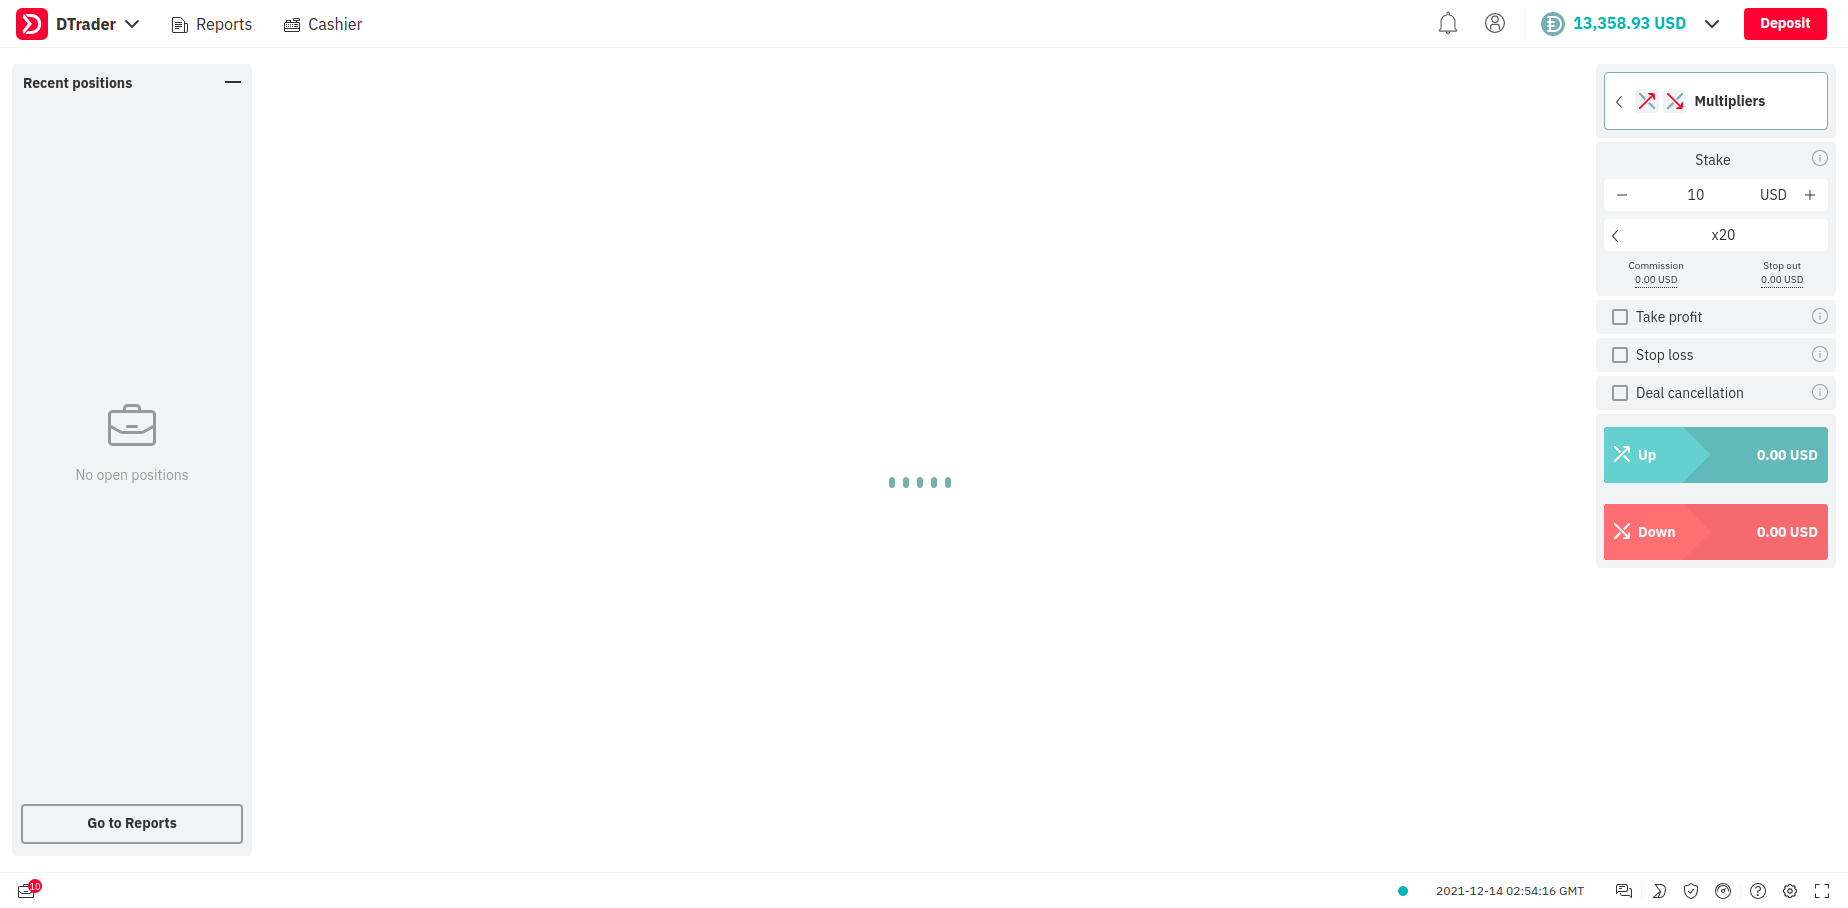 DTrader
Reports
Cashier
13,358.93 USD
Deposit
Recent positions
No open positions
Go to Reports
Multipliers
Stake
10 USD
x20
Commission
0.00 USD
Stop out
0.00 USD
Take profit
Stop loss
Deal cancellation
Up 0.00 USD
Down 0.00 USD
10
2021-12-14 02:54:16 GMT